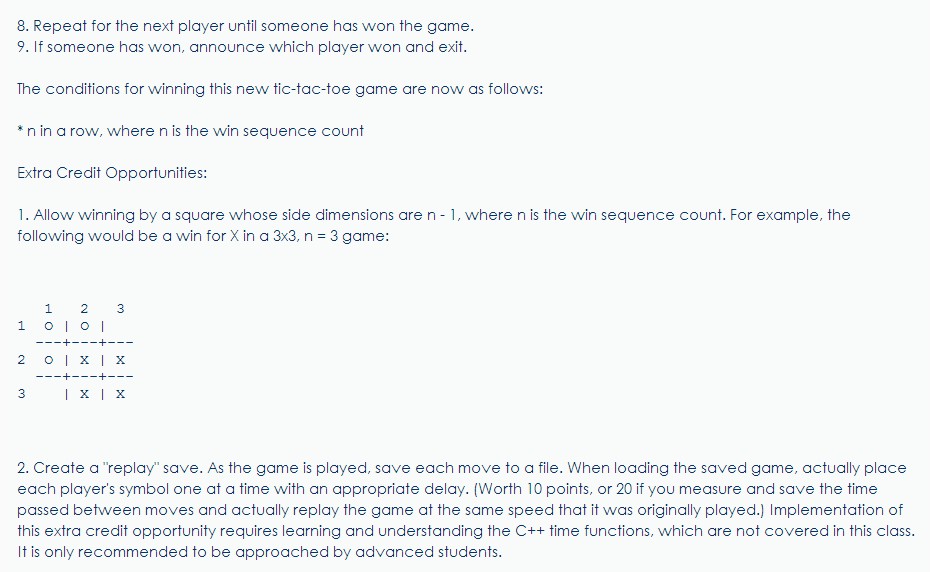 8. Repeat for the next player until someone has won the game.
9. If someone has won, announce which player won and exit.
The conditions for winning this new tic-tac-toe game are now as follows:
* n in a row, where n is the win sequence count
Extra Credit Opportunities:
1. Allow winning by a square whose side dimensions are n - 1, where n is the win sequence count. For example, the
following would be a win for X in a 3x3, n = 3 game:
   1   2   3
1  O | O |
  ---+---+---
2  O | X | X
  ---+---+---
3    | X | X
2. Create a "replay" save. As the game is played, save each move to a file. When loading the saved game, actually place
each player's symbol one at a time with an appropriate delay. (Worth 10 points, or 20 if you measure and save the time
passed between moves and actually replay the game at the same speed that it was originally played.) Implementation of
this extra credit opportunity requires learning and understanding the C++ time functions, which are not covered in this class.
It is only recommended to be approached by advanced students.